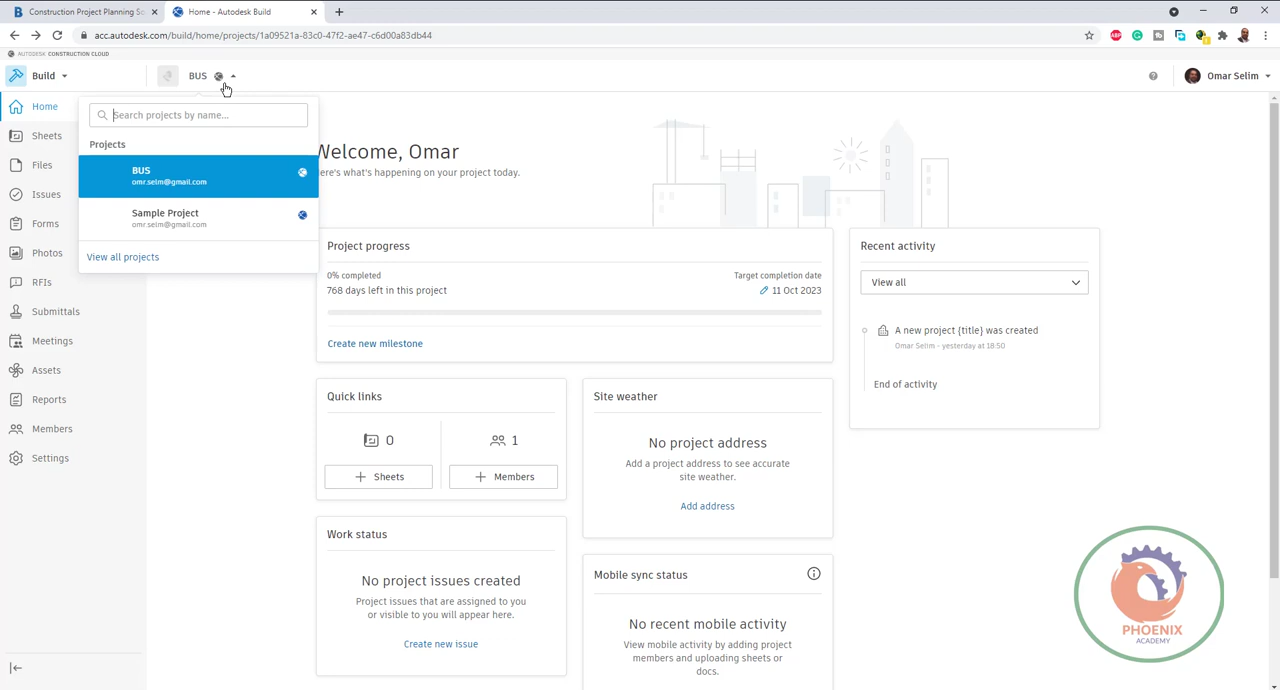 Construction Project Planning So
Home - Autodesk Build
acc.autodesk.com/build/home/projects/1a09521a-83c0-47f2-ae47-c6d00a83db44
ABP
AUTODESK CONSTRUCTION CLOUD
Build
BUS
Omar Selim
Home
Sheets
Files
Issues
Forms
Photos
RFIs
Submittals
Meetings
Assets
Reports
Members
Settings
Search projects by name...
Projects
BUS
omr.selm@gmail.com
Sample Project
omr.selm@gmail.com
View all projects
Welcome, Omar
ere's what's happening on your project today.
Project progress
0% completed
Target completion date
768 days left in this project
11 Oct 2023
Create new milestone
Recent activity
View all
A new project {title} was created
Omar Selim - yesterday at 18:50
End of activity
Quick links
0
1
Sheets
Members
Site weather
No project address
Add a project address to see accurate
site weather.
Add address
Work status
No project issues created
Project issues that are assigned to you
or visible to you will appear here.
Create new issue
Mobile sync status
No recent mobile activity
View mobile activity by adding project
members and uploading sheets or
docs.
PHOENIX
ACADEMY